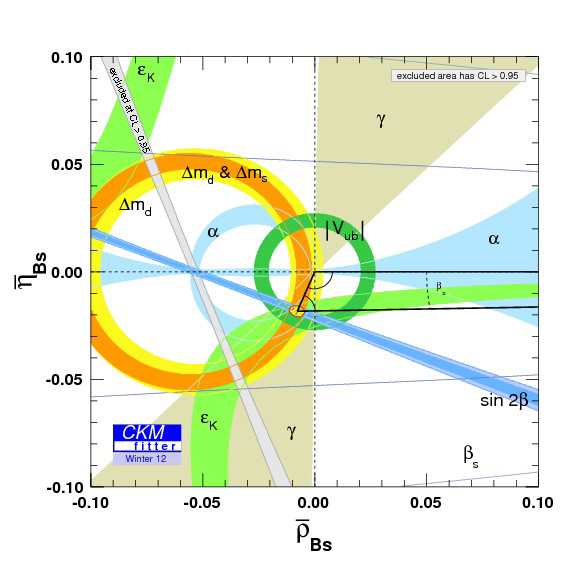 0.10
0.05
0.00
-0.05
-0.10
η̅Bs
-0.10
-0.05
0.00
0.05
0.10
ρ̅Bs
excluded area has CL > 0.95
excluded at CL > 0.95
εK
γ
Δmd & Δms
Δmd
α
|Vub|
α
βs
sin 2β
εK
γ
βs
CKM
fitter
Winter 12